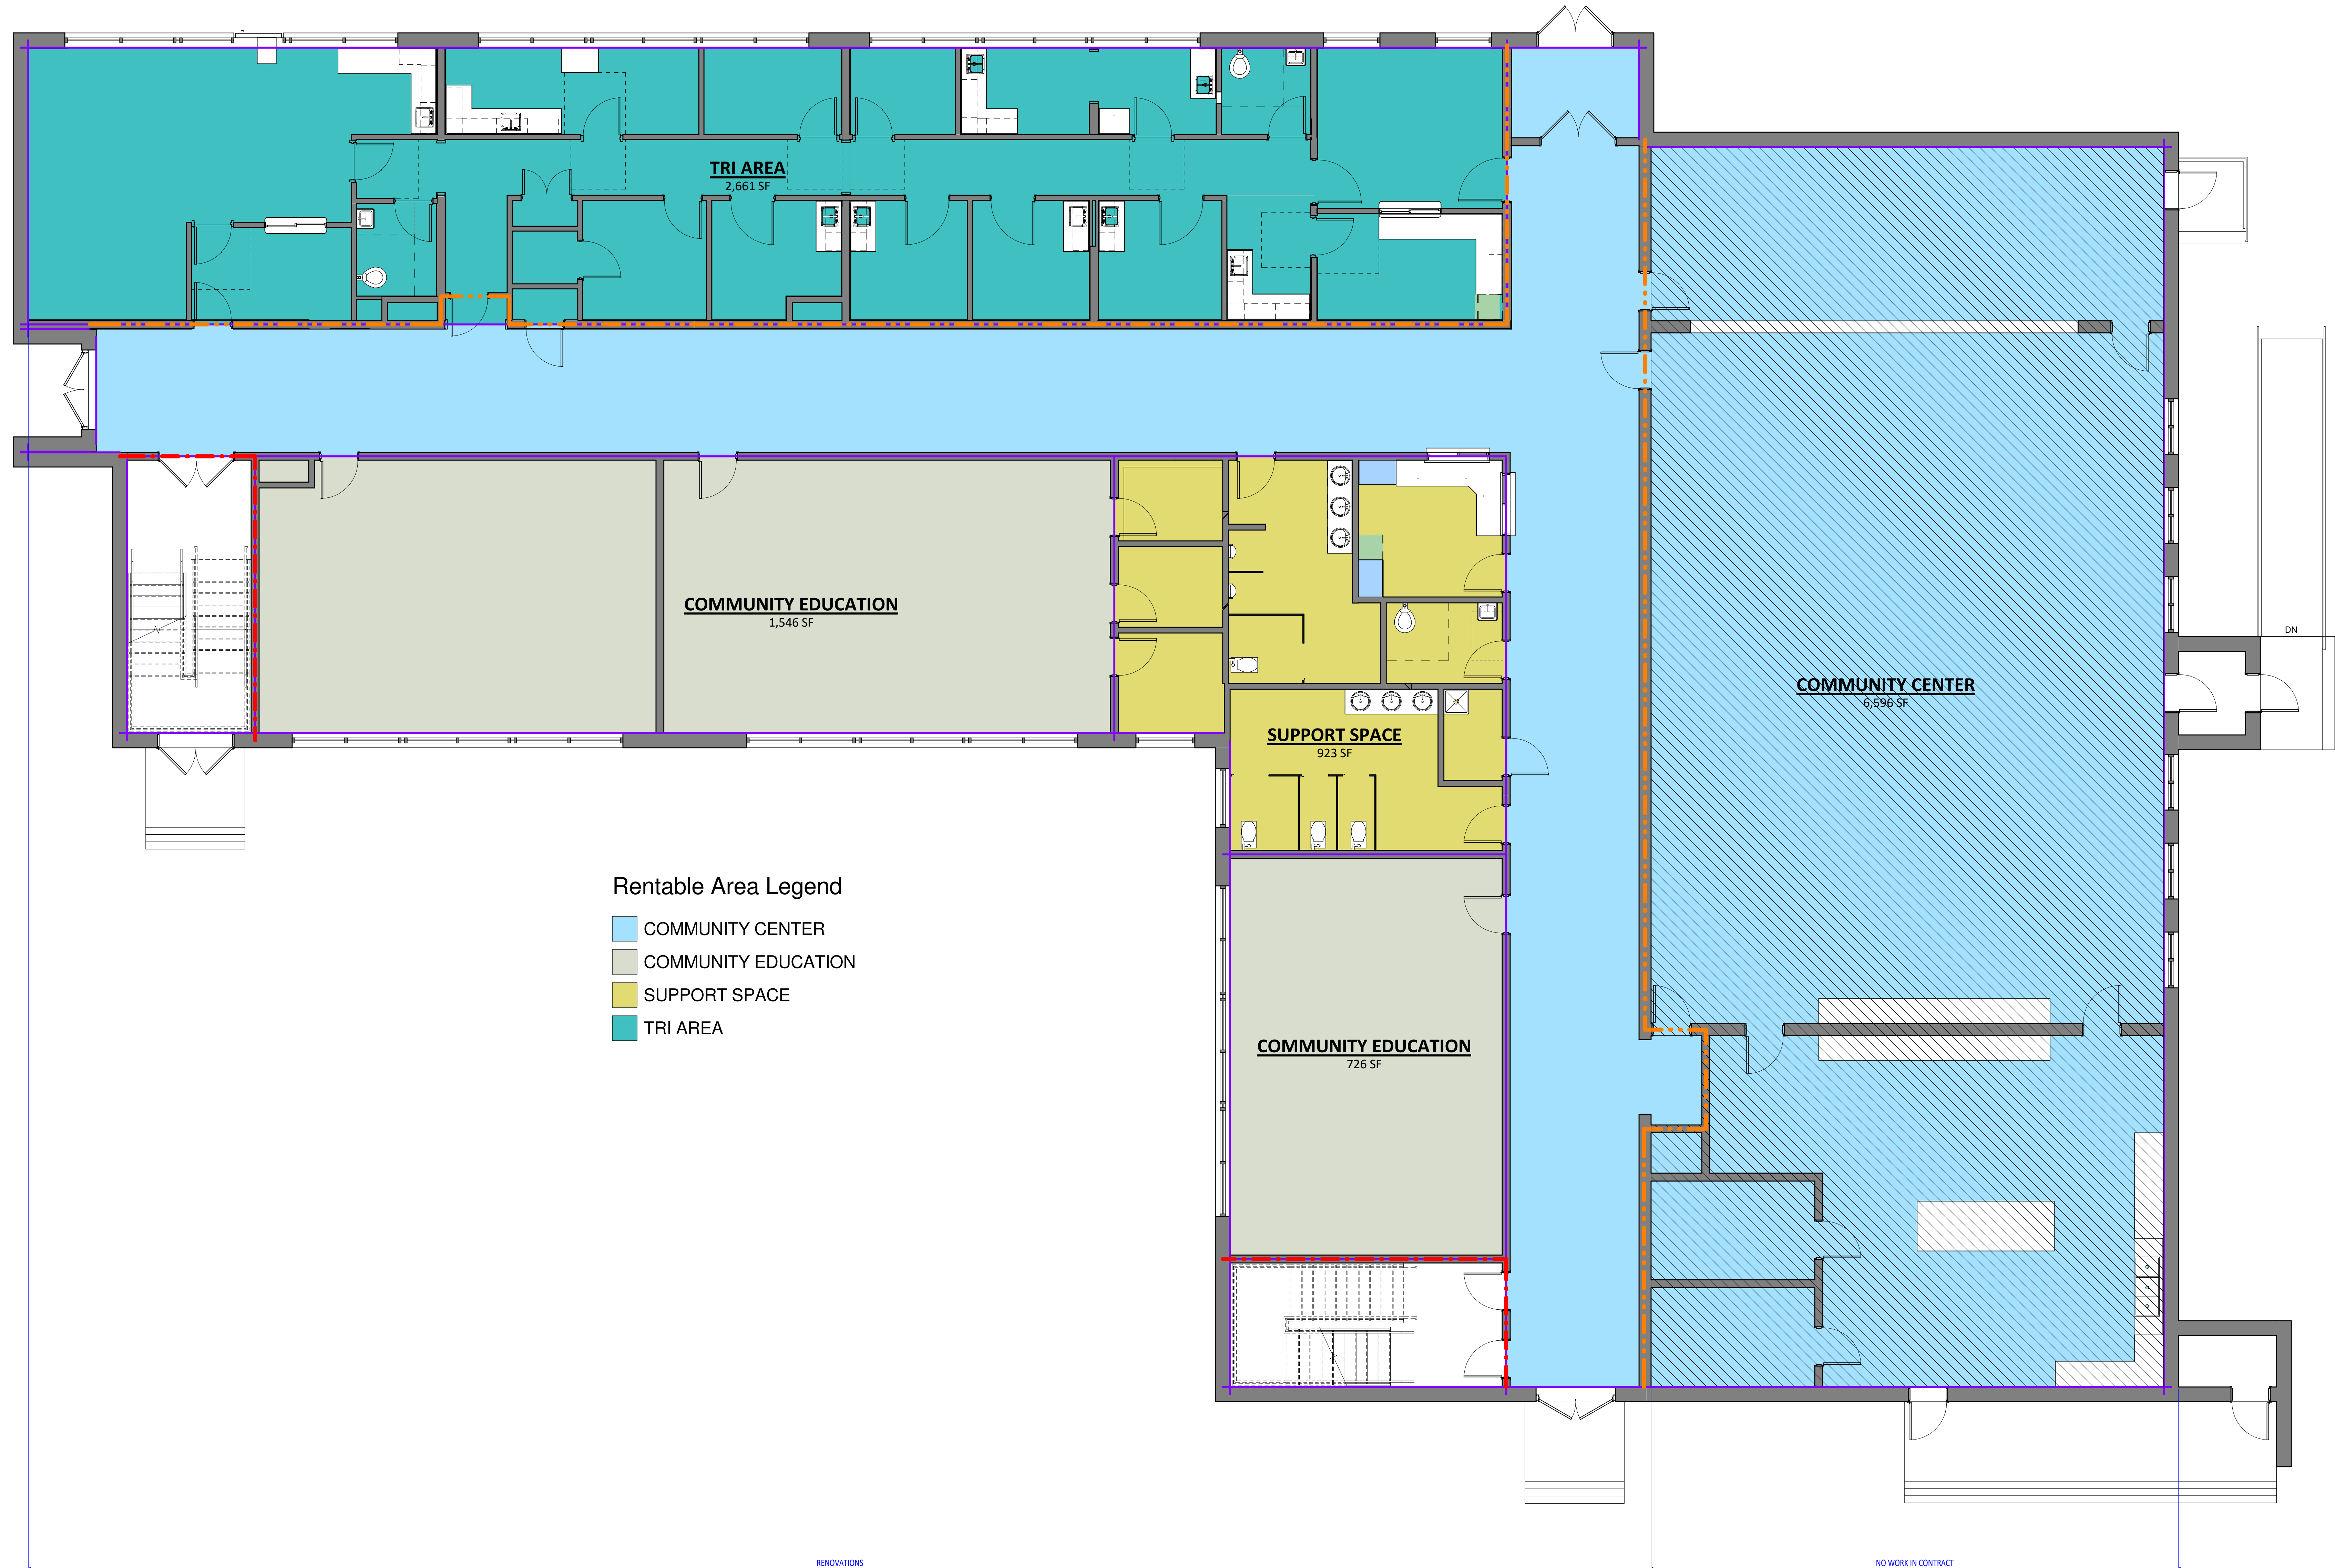 TRI AREA
2,661 SF
COMMUNITY EDUCATION
1,546 SF
DN
COMMUNITY CENTER
6,596 SF
SUPPORT SPACE
923 SF
Rentable Area Legend
COMMUNITY CENTER
COMMUNITY EDUCATION
SUPPORT SPACE
TRI AREA
COMMUNITY EDUCATION
726 SF
RENOVATIONS
NO WORK IN CONTRACT